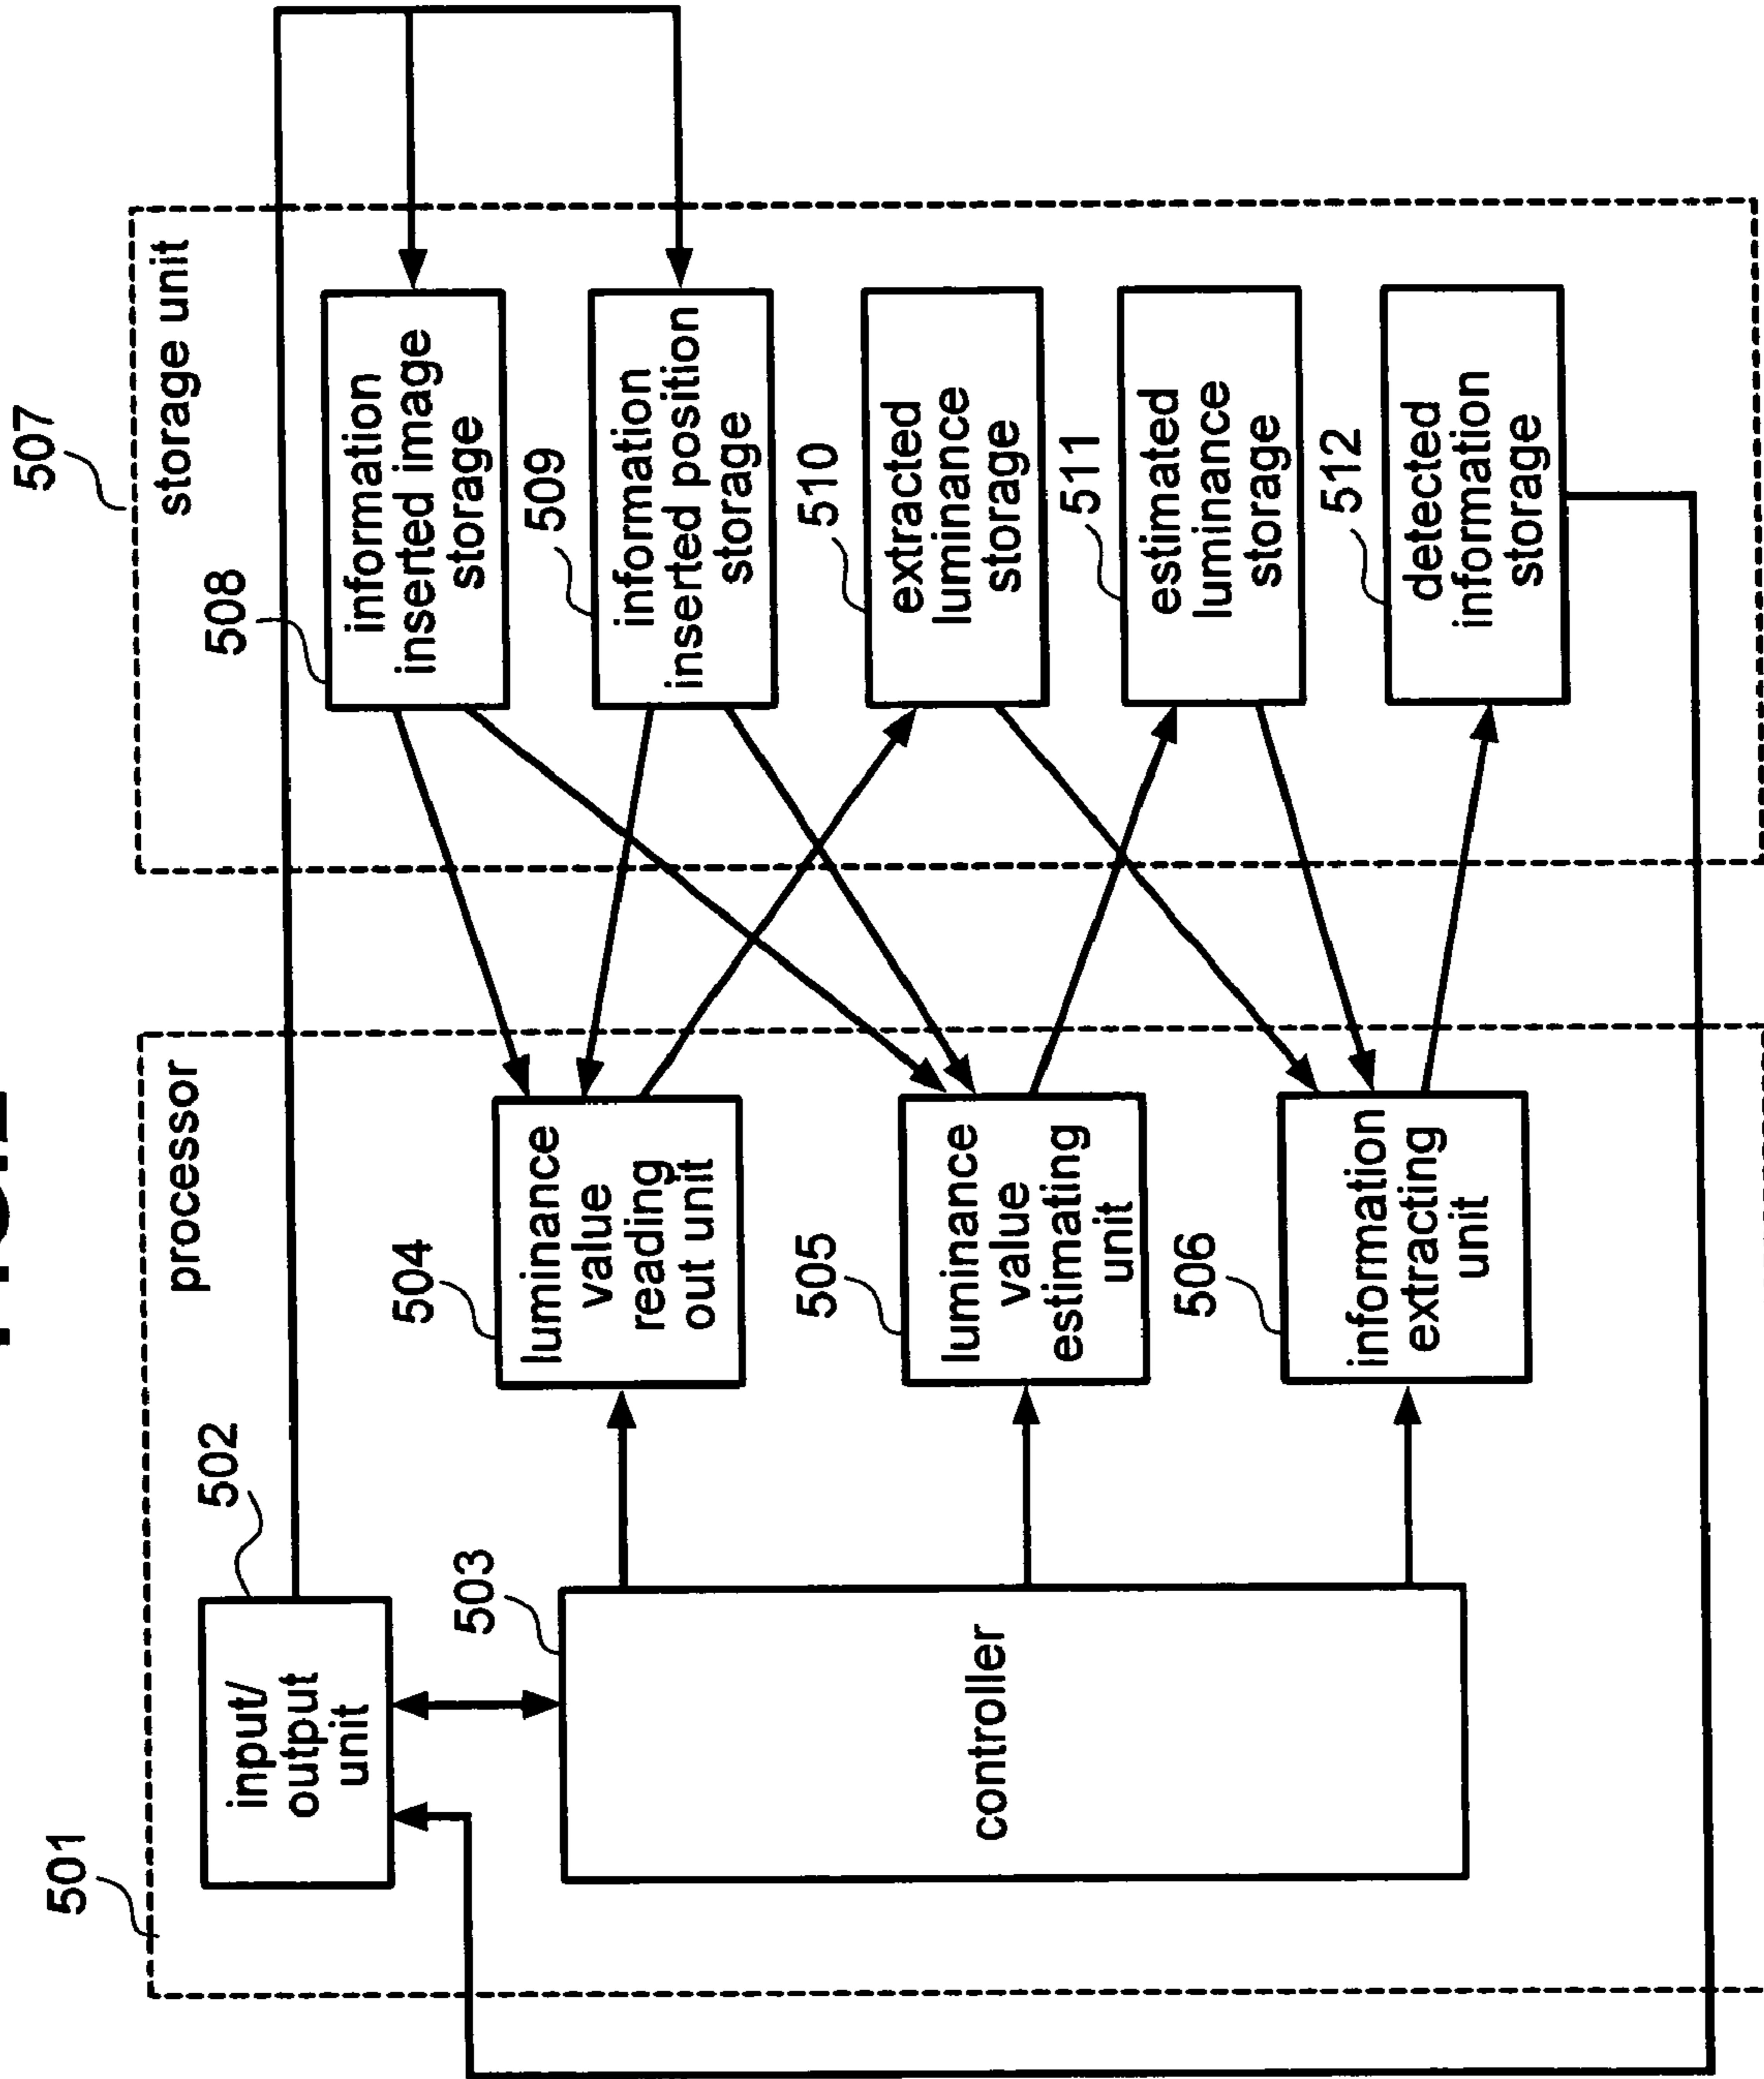 501
processor
502
input/
output
unit
503
controller
504
luminance
value
reading
out unit
505
luminance
value
estimating
unit
506
information
extracting
unit
507
storage unit
508
information
inserted image
storage
509
information
inserted position
storage
510
extracted
luminance
storage
511
estimated
luminance
storage
512
detected
information
storage